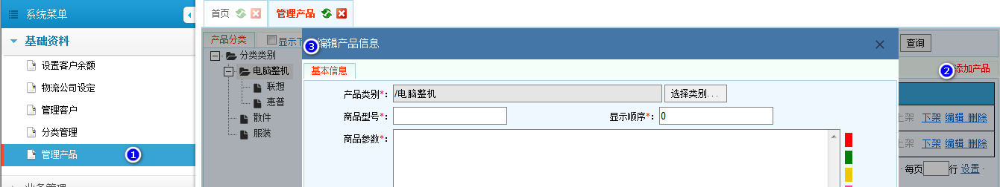 系统菜单
基础资料
设置客户余额
物流公司设定
管理客户
分类管理
管理产品 1
首页
管理产品
产品分类
显示下
分类类别
电脑整机
联想
惠普
散件
服装
3 编辑产品信息
基本信息
产品类别*： /电脑整机 选择类别...
商品型号*： 显示顺序*： 0
商品参数*：
查询
2 添加产品
上架 下架 编辑 删除
上架 下架 编辑 删除
· 每页 行 设置 ·